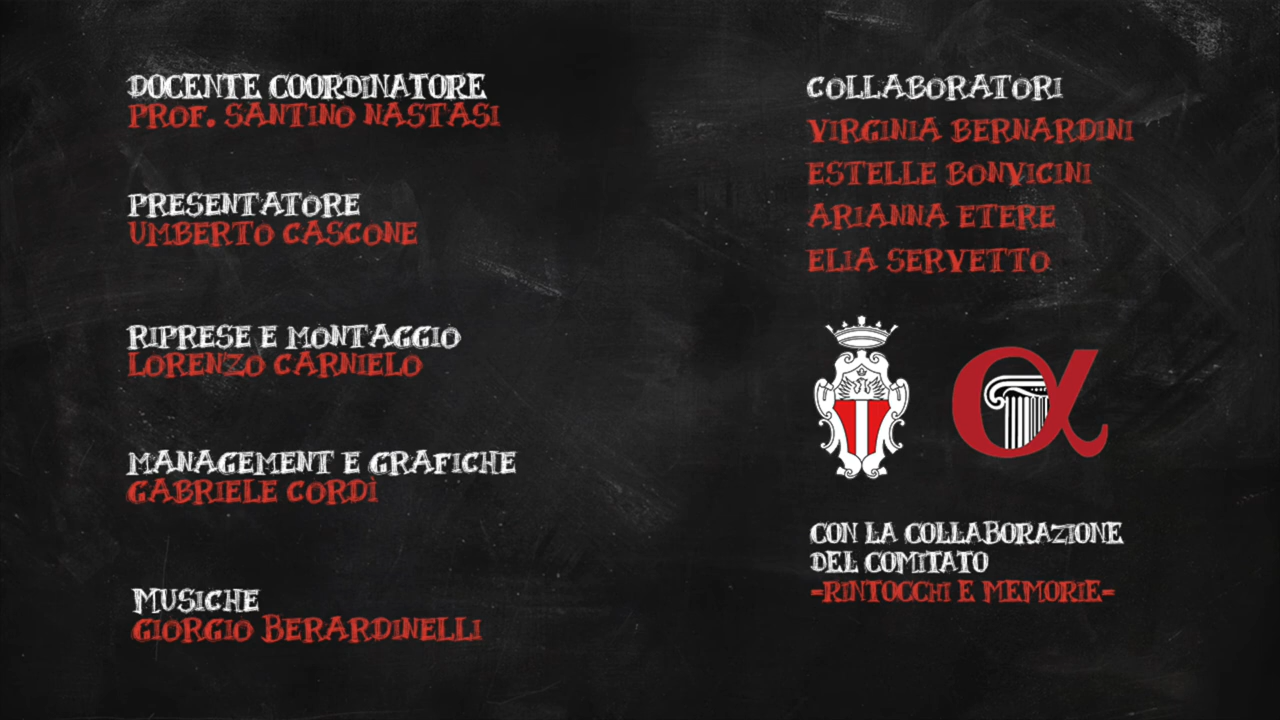 DOCENTE COORDINATORE
PROF. SANTINO NASTASI
PRESENTATORE
UMBERTO CASCONE
RIPRESE E MONTAGGIO
LORENZO CARNIELO
MANAGEMENT E GRAFICHE
GABRIELE CORDÌ
MUSICHE
GIORGIO BERARDINELLI
COLLABORATORI
VIRGINIA BERNARDINI
ESTELLE BONVICINI
ARIANNA ETERE
ELIA SERVETTO
CON LA COLLABORAZIONE
DEL COMITATO
-RINTOCCHI E MEMORIE-